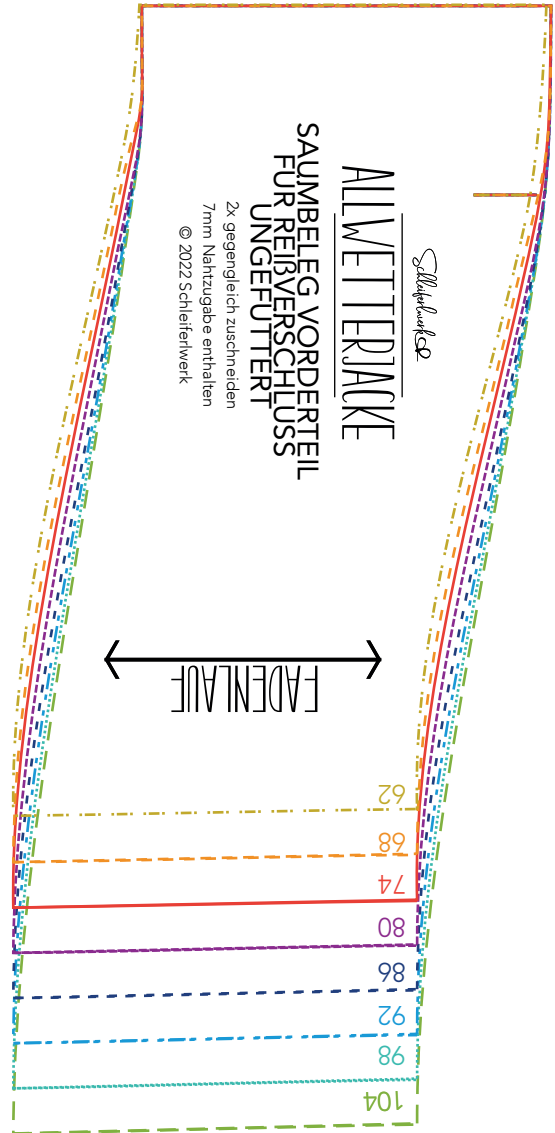 Schleiferlwerk
ALLWETTERJACKE
SAUMBELEG VORDERTEIL
FÜR REIßVERSCHLUSS
UNGEFÜTTERT
2x gegengleich zuschneiden
7mm Nahtzugabe enthalten
© 2022 Schleiferlwerk
FADENLAUF
62
68
74
80
86
92
98
104